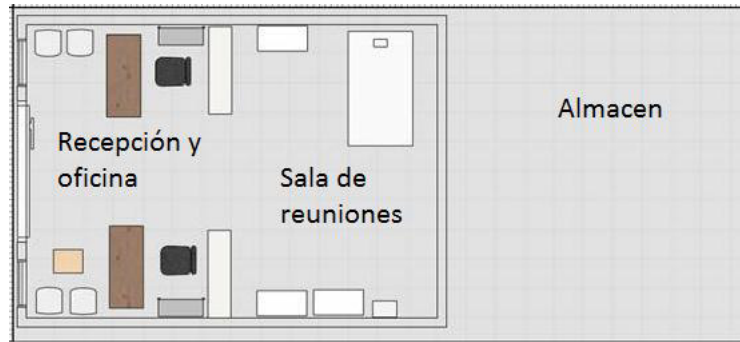 Recepción y
oficina
Sala de
reuniones
Almacen